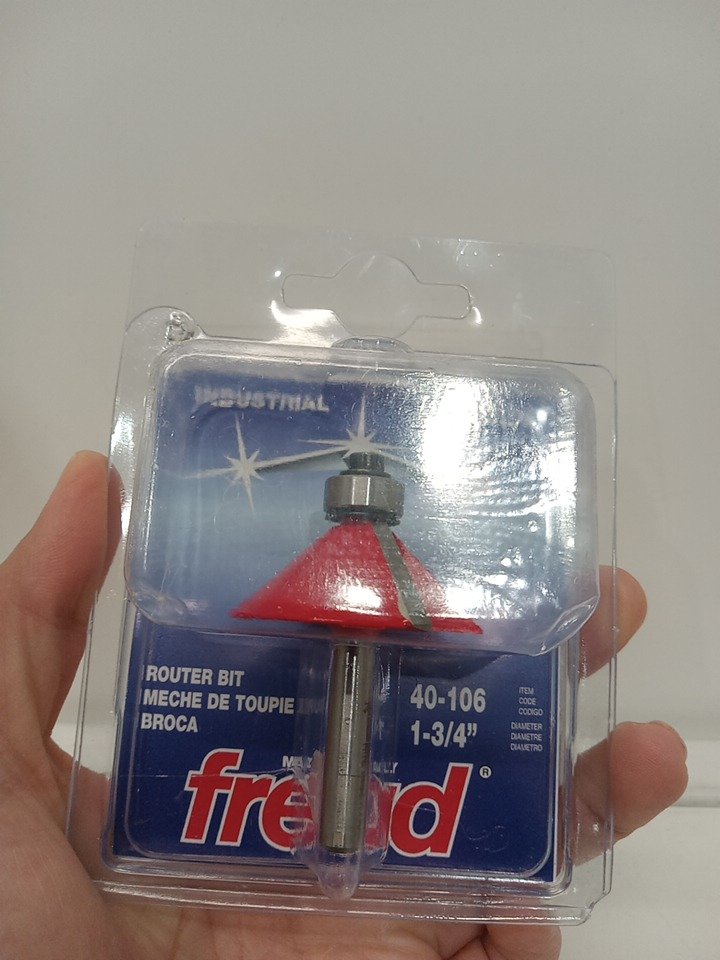 INDUSTRIAL
ROUTER BIT
MECHE DE TOUPIE
BROCA
40-106
ITEM
CODE
CODIGO
1-3/4”
DIAMETER
DIAMETRE
DIAMETRO
freud®